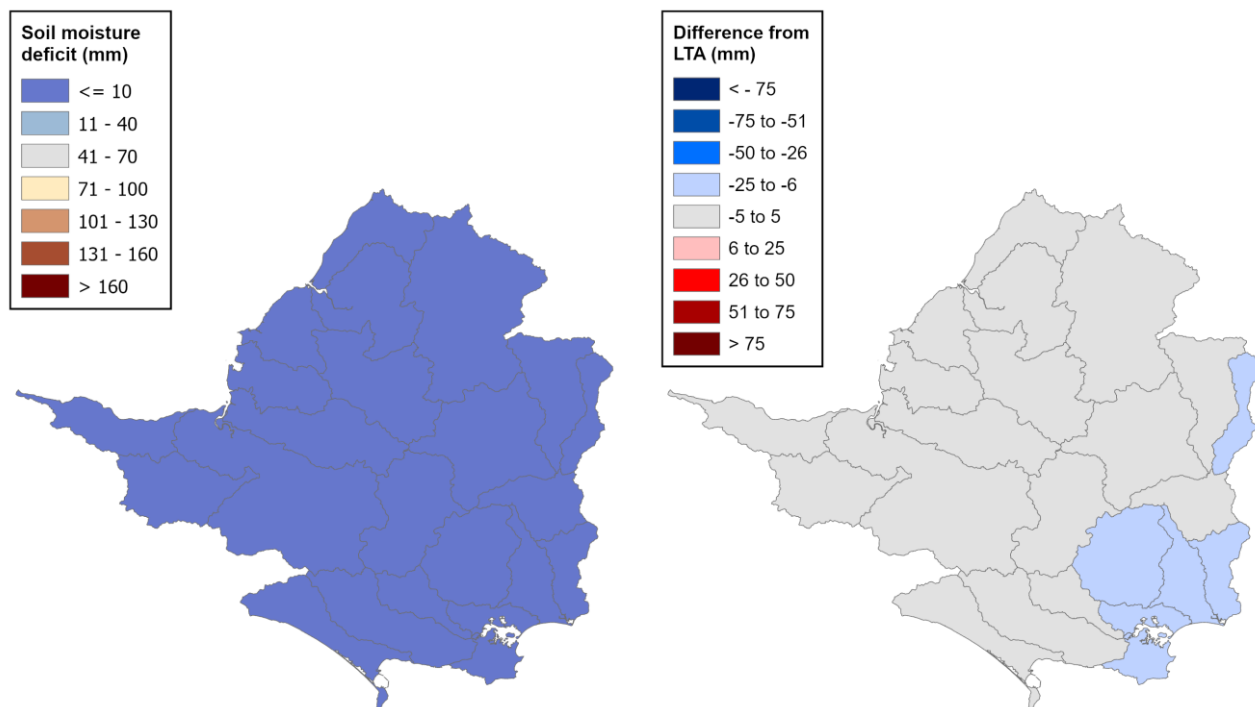 Soil moisture
deficit (mm)
<= 10
11 - 40
41 - 70
71 - 100
101 - 130
131 - 160
> 160
Difference from
LTA (mm)
< - 75
-75 to -51
-50 to -26
-25 to -6
-5 to 5
6 to 25
26 to 50
51 to 75
> 75